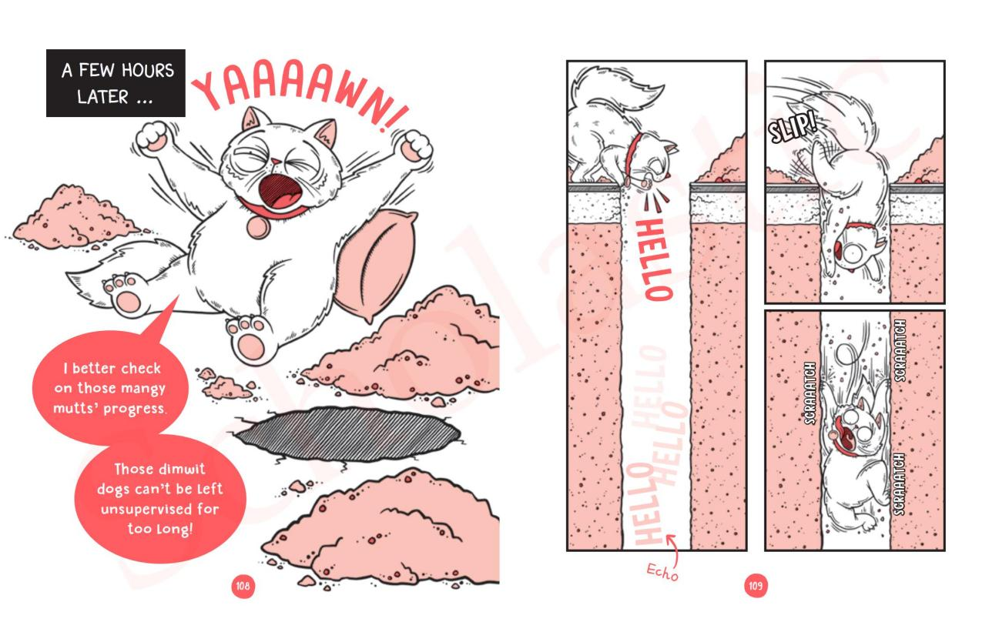 A FEW HOURS
LATER ...
YAAAAWN!
I better check
on those mangy
mutts’ progress.
Those dimwit
dogs can’t be left
unsupervised for
too long!
108
HELLO
HELLO
HELLO
HELLO
Echo
SLIP!
SCRAAATCH
SCRAAATCH
SCRAAATCH
109
Scholastic